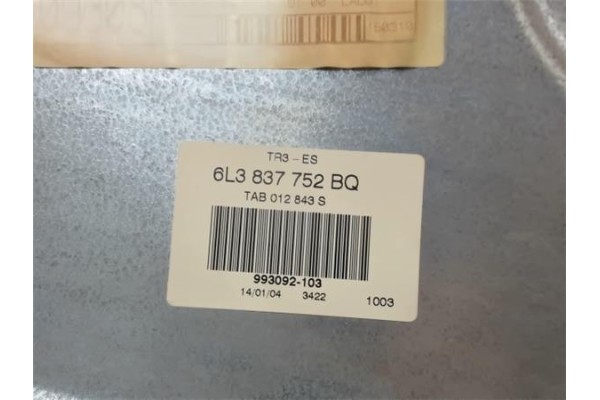 TR3-ES
6L3 837 752 BQ
TAB 012 843 S
993092-103
14/01/04 3422 1003